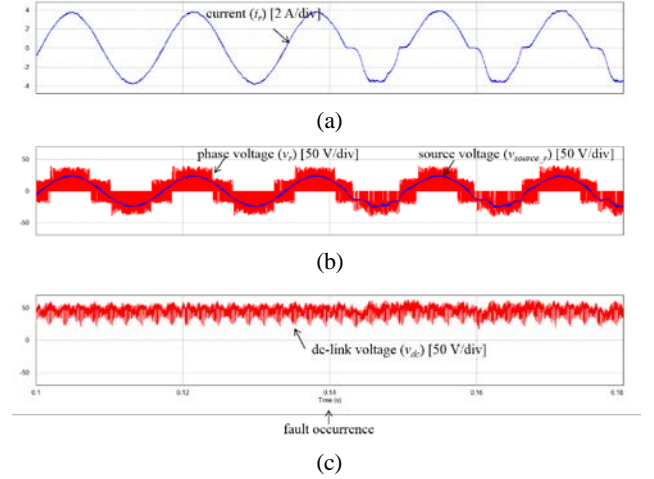 4
current (ir) [2 A/div]
2
0
-2
-4
(a)
phase voltage (vr) [50 V/div]
source voltage (vsource_r) [50 V/div]
50
0
-50
(b)
50
0
dc-link voltage (vdc) [50 V/div]
-50
0.1 0.12 0.14 0.16 0.18
Time (s)
fault occurrence
(c)